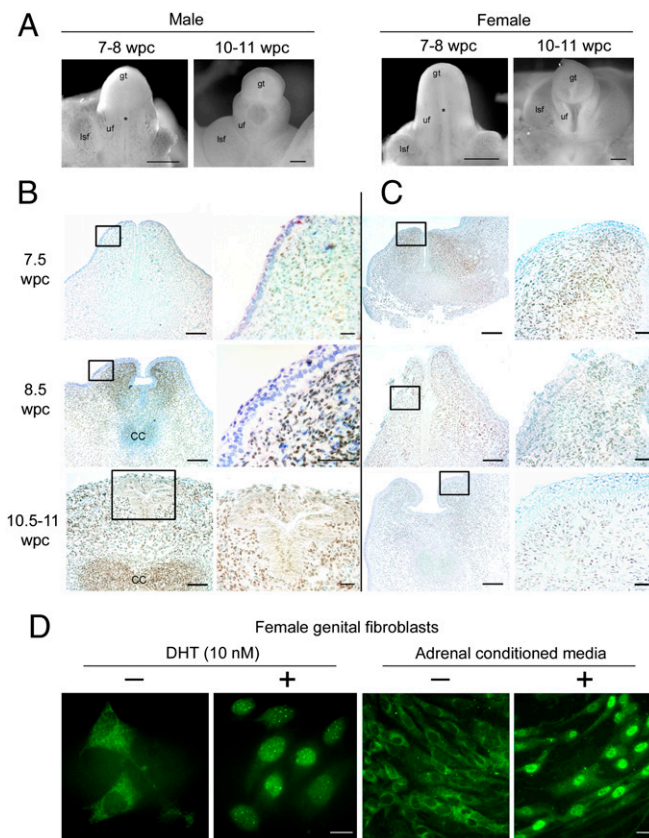 A
Male
Female
7-8 wpc
10-11 wpc
7-8 wpc
10-11 wpc
gt
*
lsf
uf
gt
lsf
uf
gt
*
lsf
uf
gt
lsf
uf
B
C
7.5
wpc
8.5
wpc
CC
10.5-11
wpc
CC
D
Female genital fibroblasts
DHT (10 nM)
Adrenal conditioned media
−
+
−
+